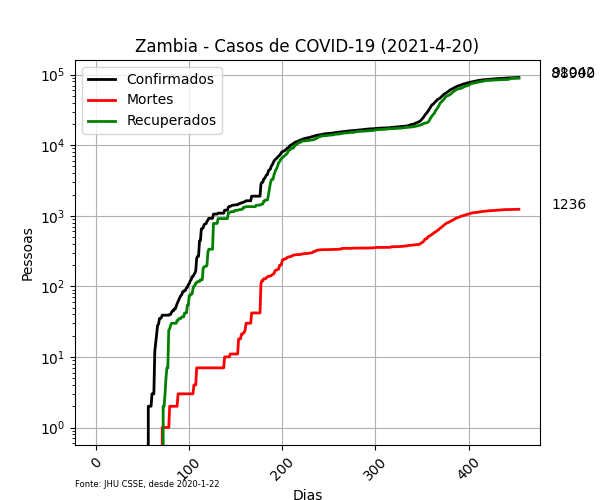 Zambia - Casos de COVID-19 (2021-4-20)
Confirmados
Mortes
Recuperados
1236
Pessoas
10^5
10^4
10^3
10^2
10^1
10^0
0
100
200
300
400
Dias
Fonte: JHU CSSE, desde 2020-1-22